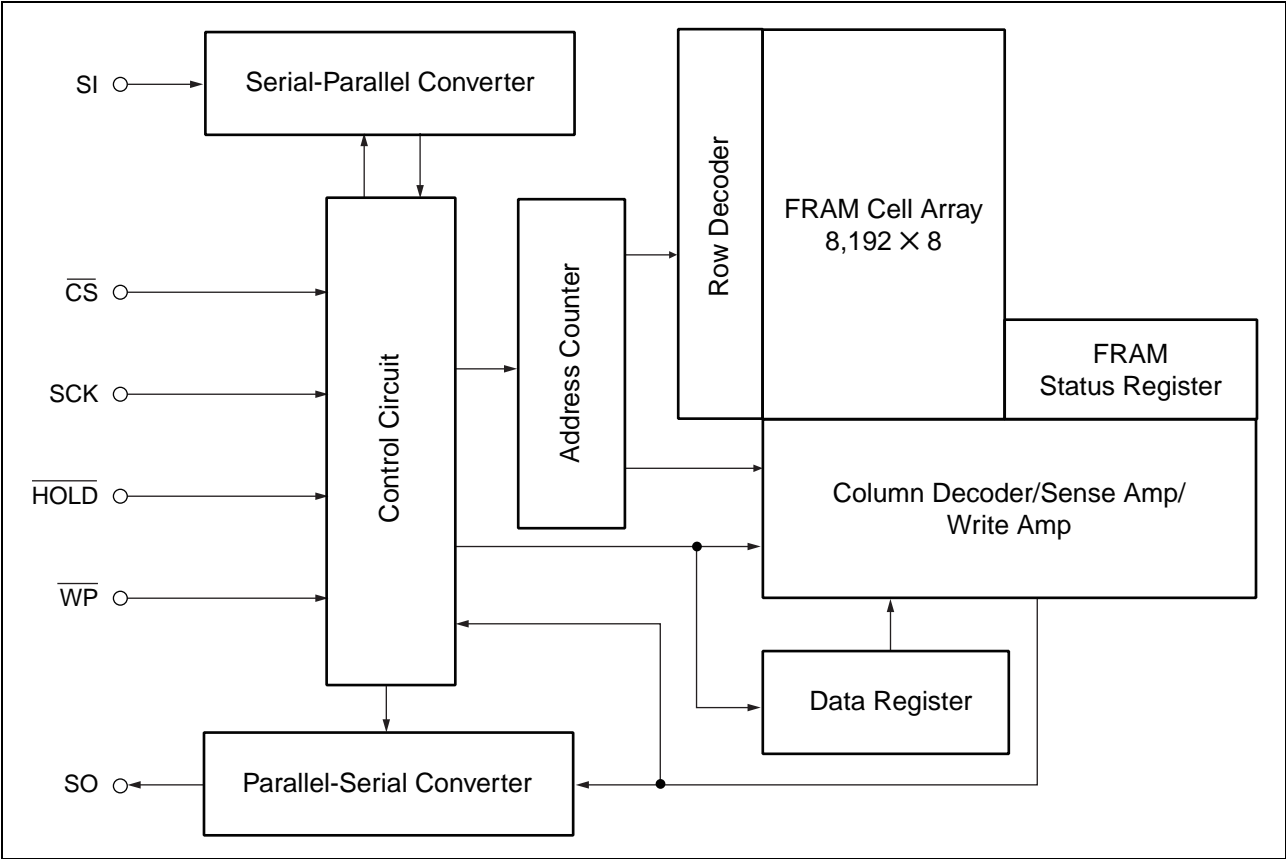 SI
Serial-Parallel Converter
CS
SCK
HOLD
WP
SO
Control Circuit
Address Counter
Row Decoder
FRAM Cell Array
8,192 × 8
FRAM
Status Register
Column Decoder/Sense Amp/
Write Amp
Data Register
Parallel-Serial Converter